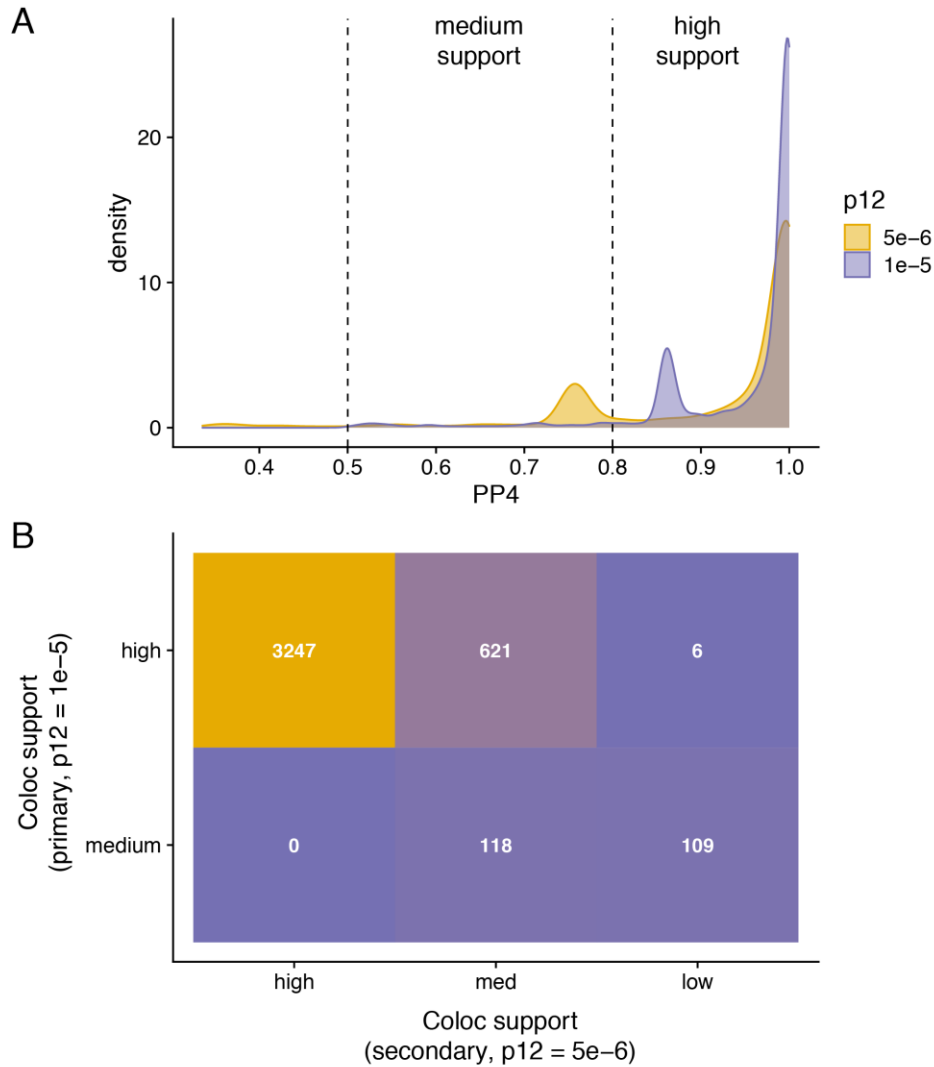 A
medium
support
high
support
20
10
0
density
0.4
0.5
0.6
0.7
0.8
0.9
1.0
PP4
p12
5e−6
1e−5
B
Coloc support
(primary, p12 = 1e−5)
high
3247
621
6
medium
0
118
109
high
med
low
Coloc support
(secondary, p12 = 5e−6)